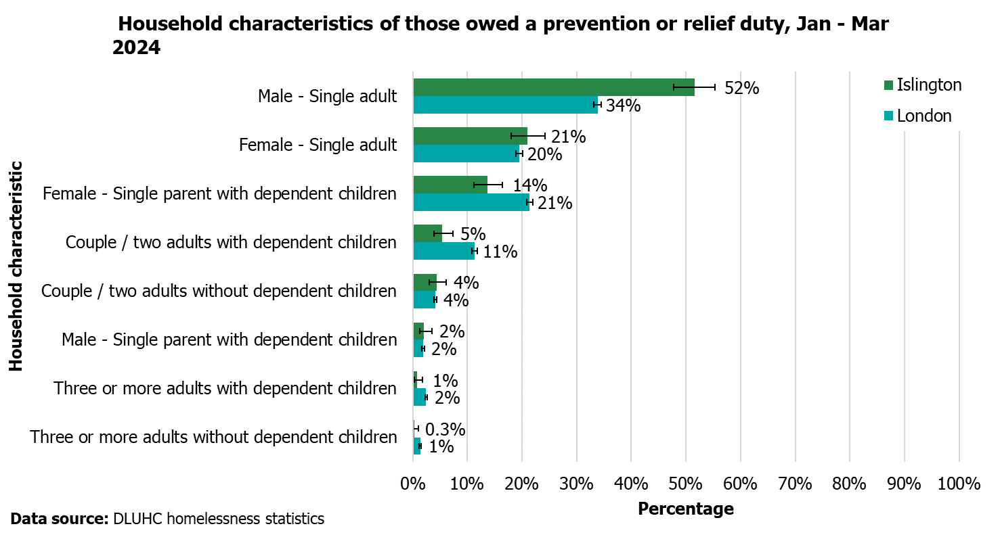 Household characteristics of those owed a prevention or relief duty, Jan - Mar
2024
Islington
London
Household characteristic
Male - Single adult
52%
34%
Female - Single adult
21%
20%
Female - Single parent with dependent children
14%
21%
Couple / two adults with dependent children
5%
11%
Couple / two adults without dependent children
4%
4%
Male - Single parent with dependent children
2%
2%
Three or more adults with dependent children
1%
2%
Three or more adults without dependent children
0.3%
1%
0% 10% 20% 30% 40% 50% 60% 70% 80% 90% 100%
Percentage
Data source: DLUHC homelessness statistics